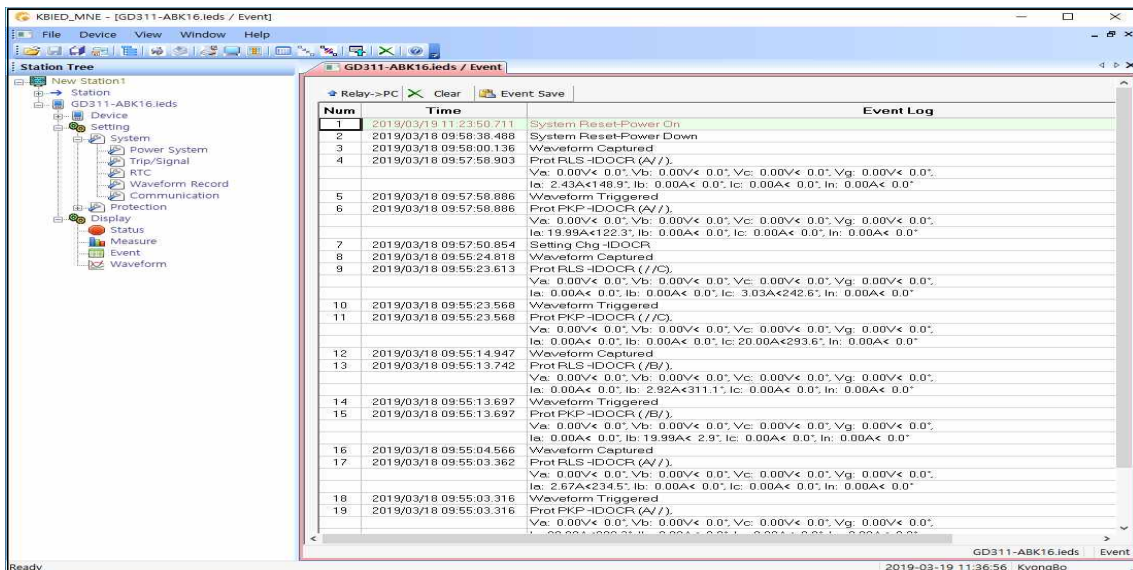 KBIED_MNE - [GD311-ABK16.ieds / Event]
File Device View Window Help
Station Tree
New Station1
Station
GD311-ABK16.ieds
Device
Setting
System
Power System
Trip/Signal
RTC
Waveform Record
Communication
Protection
Display
Status
Measure
Event
Waveform
GD311-ABK16.ieds / Event
Relay->PC Clear Event Save
Num Time Event Log
1 2019/03/19 11:23:50.711 System Reset-Power On
2 2019/03/18 09:58:38.488 System Reset-Power Down
3 2019/03/18 09:58:00.136 Waveform Captured
4 2019/03/18 09:57:58.903 Prot RLS -IDOCR (A//),
Va: 0.00V< 0.0°, Vb: 0.00V< 0.0°, Vc: 0.00V< 0.0°, Vg: 0.00V< 0.0°,
Ia: 2.43A<148.9°, Ib: 0.00A< 0.0°, Ic: 0.00A< 0.0°, In: 0.00A< 0.0°
5 2019/03/18 09:57:58.886 Waveform Triggered
6 2019/03/18 09:57:58.886 Prot PKP -IDOCR (A//),
Va: 0.00V< 0.0°, Vb: 0.00V< 0.0°, Vc: 0.00V< 0.0°, Vg: 0.00V< 0.0°,
Ia: 19.99A<122.3°, Ib: 0.00A< 0.0°, Ic: 0.00A< 0.0°, In: 0.00A< 0.0°
7 2019/03/18 09:57:50.854 Setting Chg -IDOCR
8 2019/03/18 09:55:24.818 Waveform Captured
9 2019/03/18 09:55:23.613 Prot RLS -IDOCR (//C),
Va: 0.00V< 0.0°, Vb: 0.00V< 0.0°, Vc: 0.00V< 0.0°, Vg: 0.00V< 0.0°,
Ia: 0.00A< 0.0°, Ib: 0.00A< 0.0°, Ic: 3.03A<242.6°, In: 0.00A< 0.0°
10 2019/03/18 09:55:23.568 Waveform Triggered
11 2019/03/18 09:55:23.568 Prot PKP -IDOCR (//C),
Va: 0.00V< 0.0°, Vb: 0.00V< 0.0°, Vc: 0.00V< 0.0°, Vg: 0.00V< 0.0°,
Ia: 0.00A< 0.0°, Ib: 0.00A< 0.0°, Ic: 20.00A<293.6°, In: 0.00A< 0.0°
12 2019/03/18 09:55:14.947 Waveform Captured
13 2019/03/18 09:55:13.742 Prot RLS -IDOCR (/B/),
Va: 0.00V< 0.0°, Vb: 0.00V< 0.0°, Vc: 0.00V< 0.0°, Vg: 0.00V< 0.0°,
Ia: 0.00A< 0.0°, Ib: 2.92A<311.1°, Ic: 0.00A< 0.0°, In: 0.00A< 0.0°
14 2019/03/18 09:55:13.697 Waveform Triggered
15 2019/03/18 09:55:13.697 Prot PKP -IDOCR (/B/),
Va: 0.00V< 0.0°, Vb: 0.00V< 0.0°, Vc: 0.00V< 0.0°, Vg: 0.00V< 0.0°,
Ia: 0.00A< 0.0°, Ib: 19.99A< 2.9°, Ic: 0.00A< 0.0°, In: 0.00A< 0.0°
16 2019/03/18 09:55:04.566 Waveform Captured
17 2019/03/18 09:55:03.362 Prot RLS -IDOCR (A//),
Va: 0.00V< 0.0°, Vb: 0.00V< 0.0°, Vc: 0.00V< 0.0°, Vg: 0.00V< 0.0°,
Ia: 2.67A<234.5°, Ib: 0.00A< 0.0°, Ic: 0.00A< 0.0°, In: 0.00A< 0.0°
18 2019/03/18 09:55:03.316 Waveform Triggered
19 2019/03/18 09:55:03.316 Prot PKP -IDOCR (A//),
Va: 0.00V< 0.0°, Vb: 0.00V< 0.0°, Vc: 0.00V< 0.0°, Vg: 0.00V< 0.0°,
GD311-ABK16.ieds Event
Ready 2019-03-19 11:36:56 KyongBo